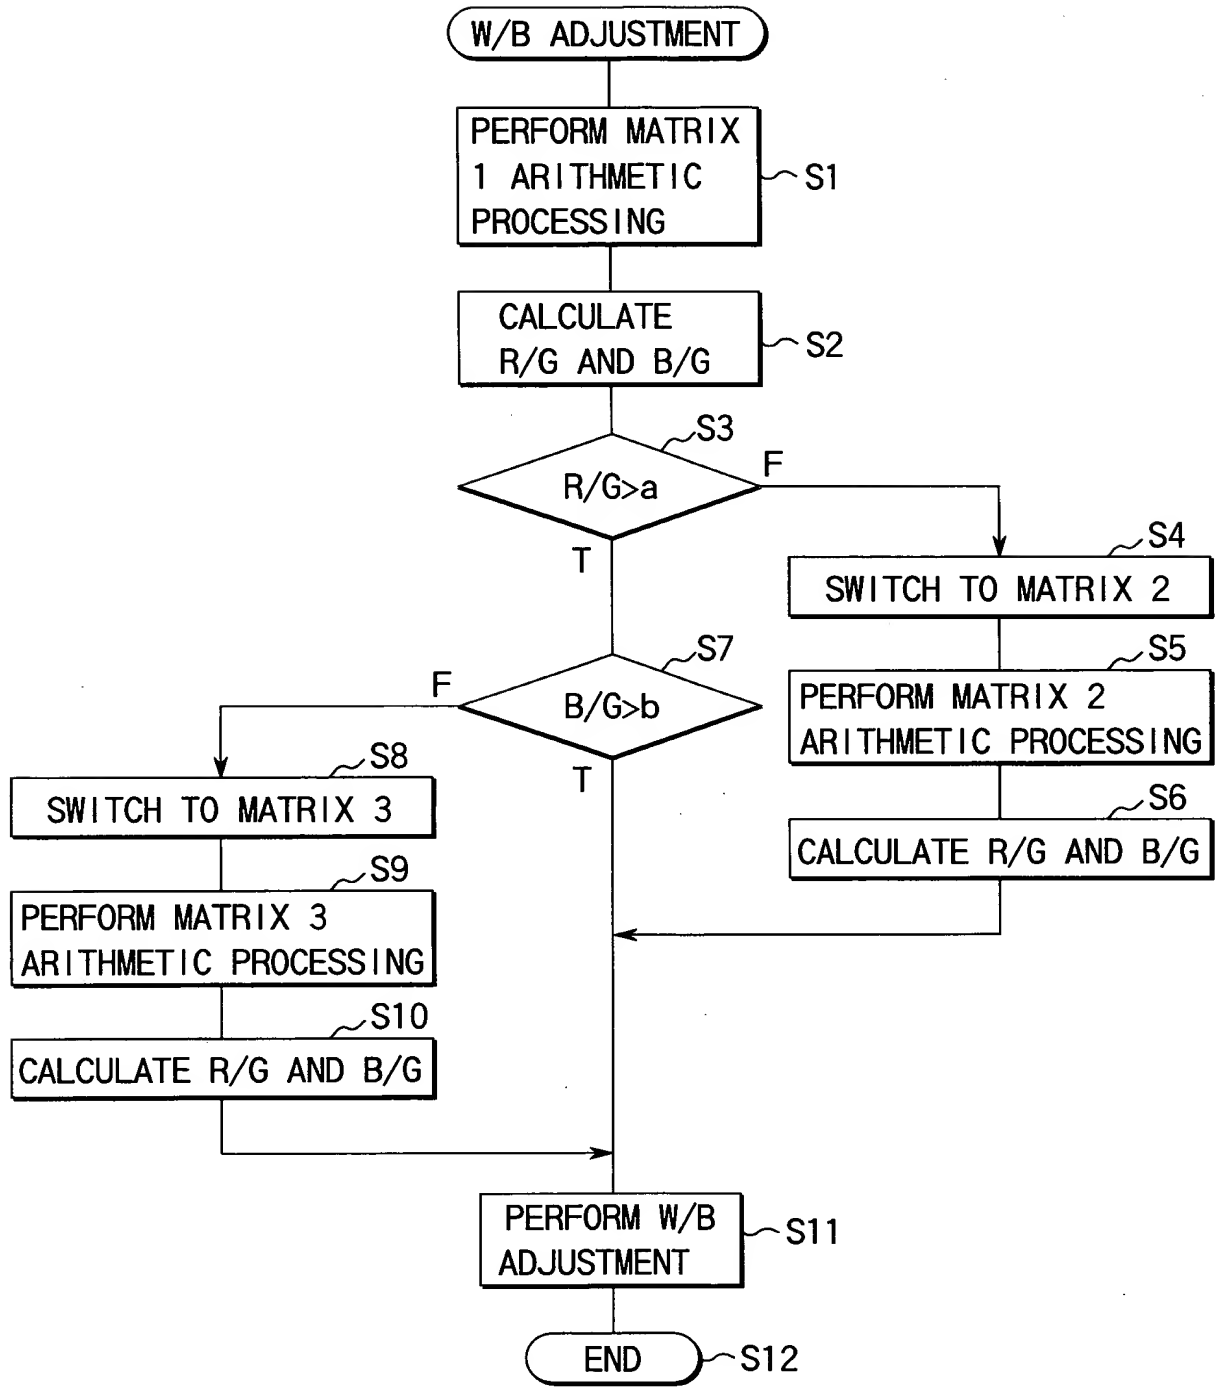 W/B ADJUSTMENT
PERFORM MATRIX
1 ARITHMETIC
PROCESSING
S1
CALCULATE
R/G AND B/G
S2
S3
R/G>a
F
T
S4
SWITCH TO MATRIX 2
S5
PERFORM MATRIX 2
ARITHMETIC PROCESSING
S6
CALCULATE R/G AND B/G
S7
B/G>b
F
T
S8
SWITCH TO MATRIX 3
S9
PERFORM MATRIX 3
ARITHMETIC PROCESSING
S10
CALCULATE R/G AND B/G
PERFORM W/B
ADJUSTMENT
S11
END
S12